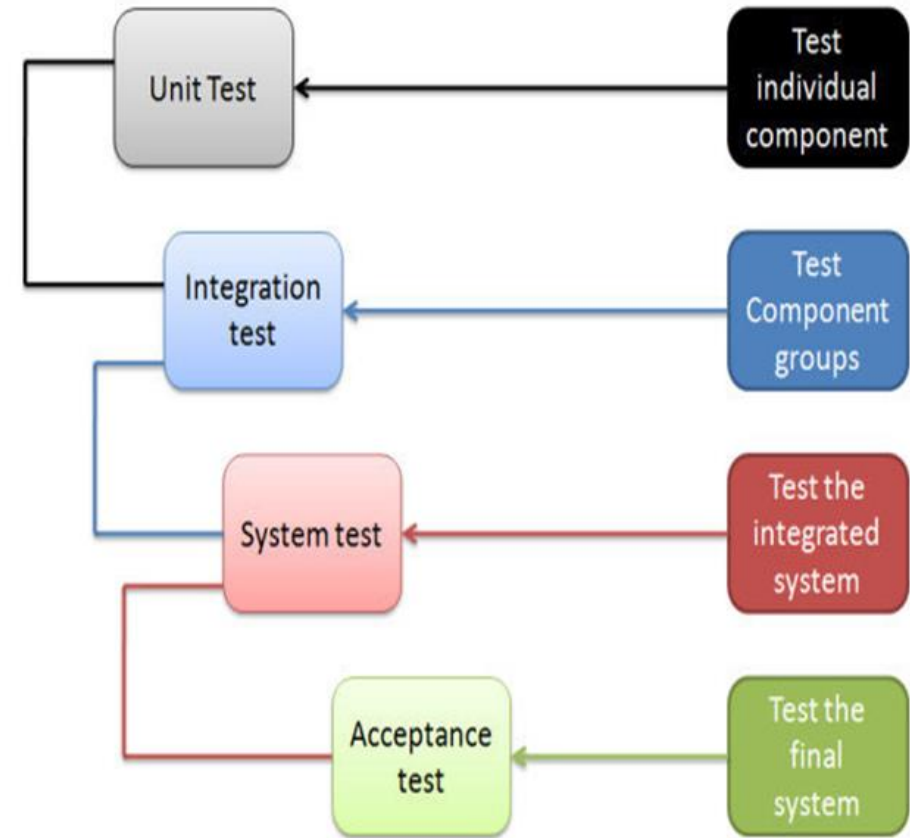 Unit Test
Test
individual
component
Integration
test
Test
Component
groups
System test
Test the
integrated
system
Acceptance
test
Test the
final
system